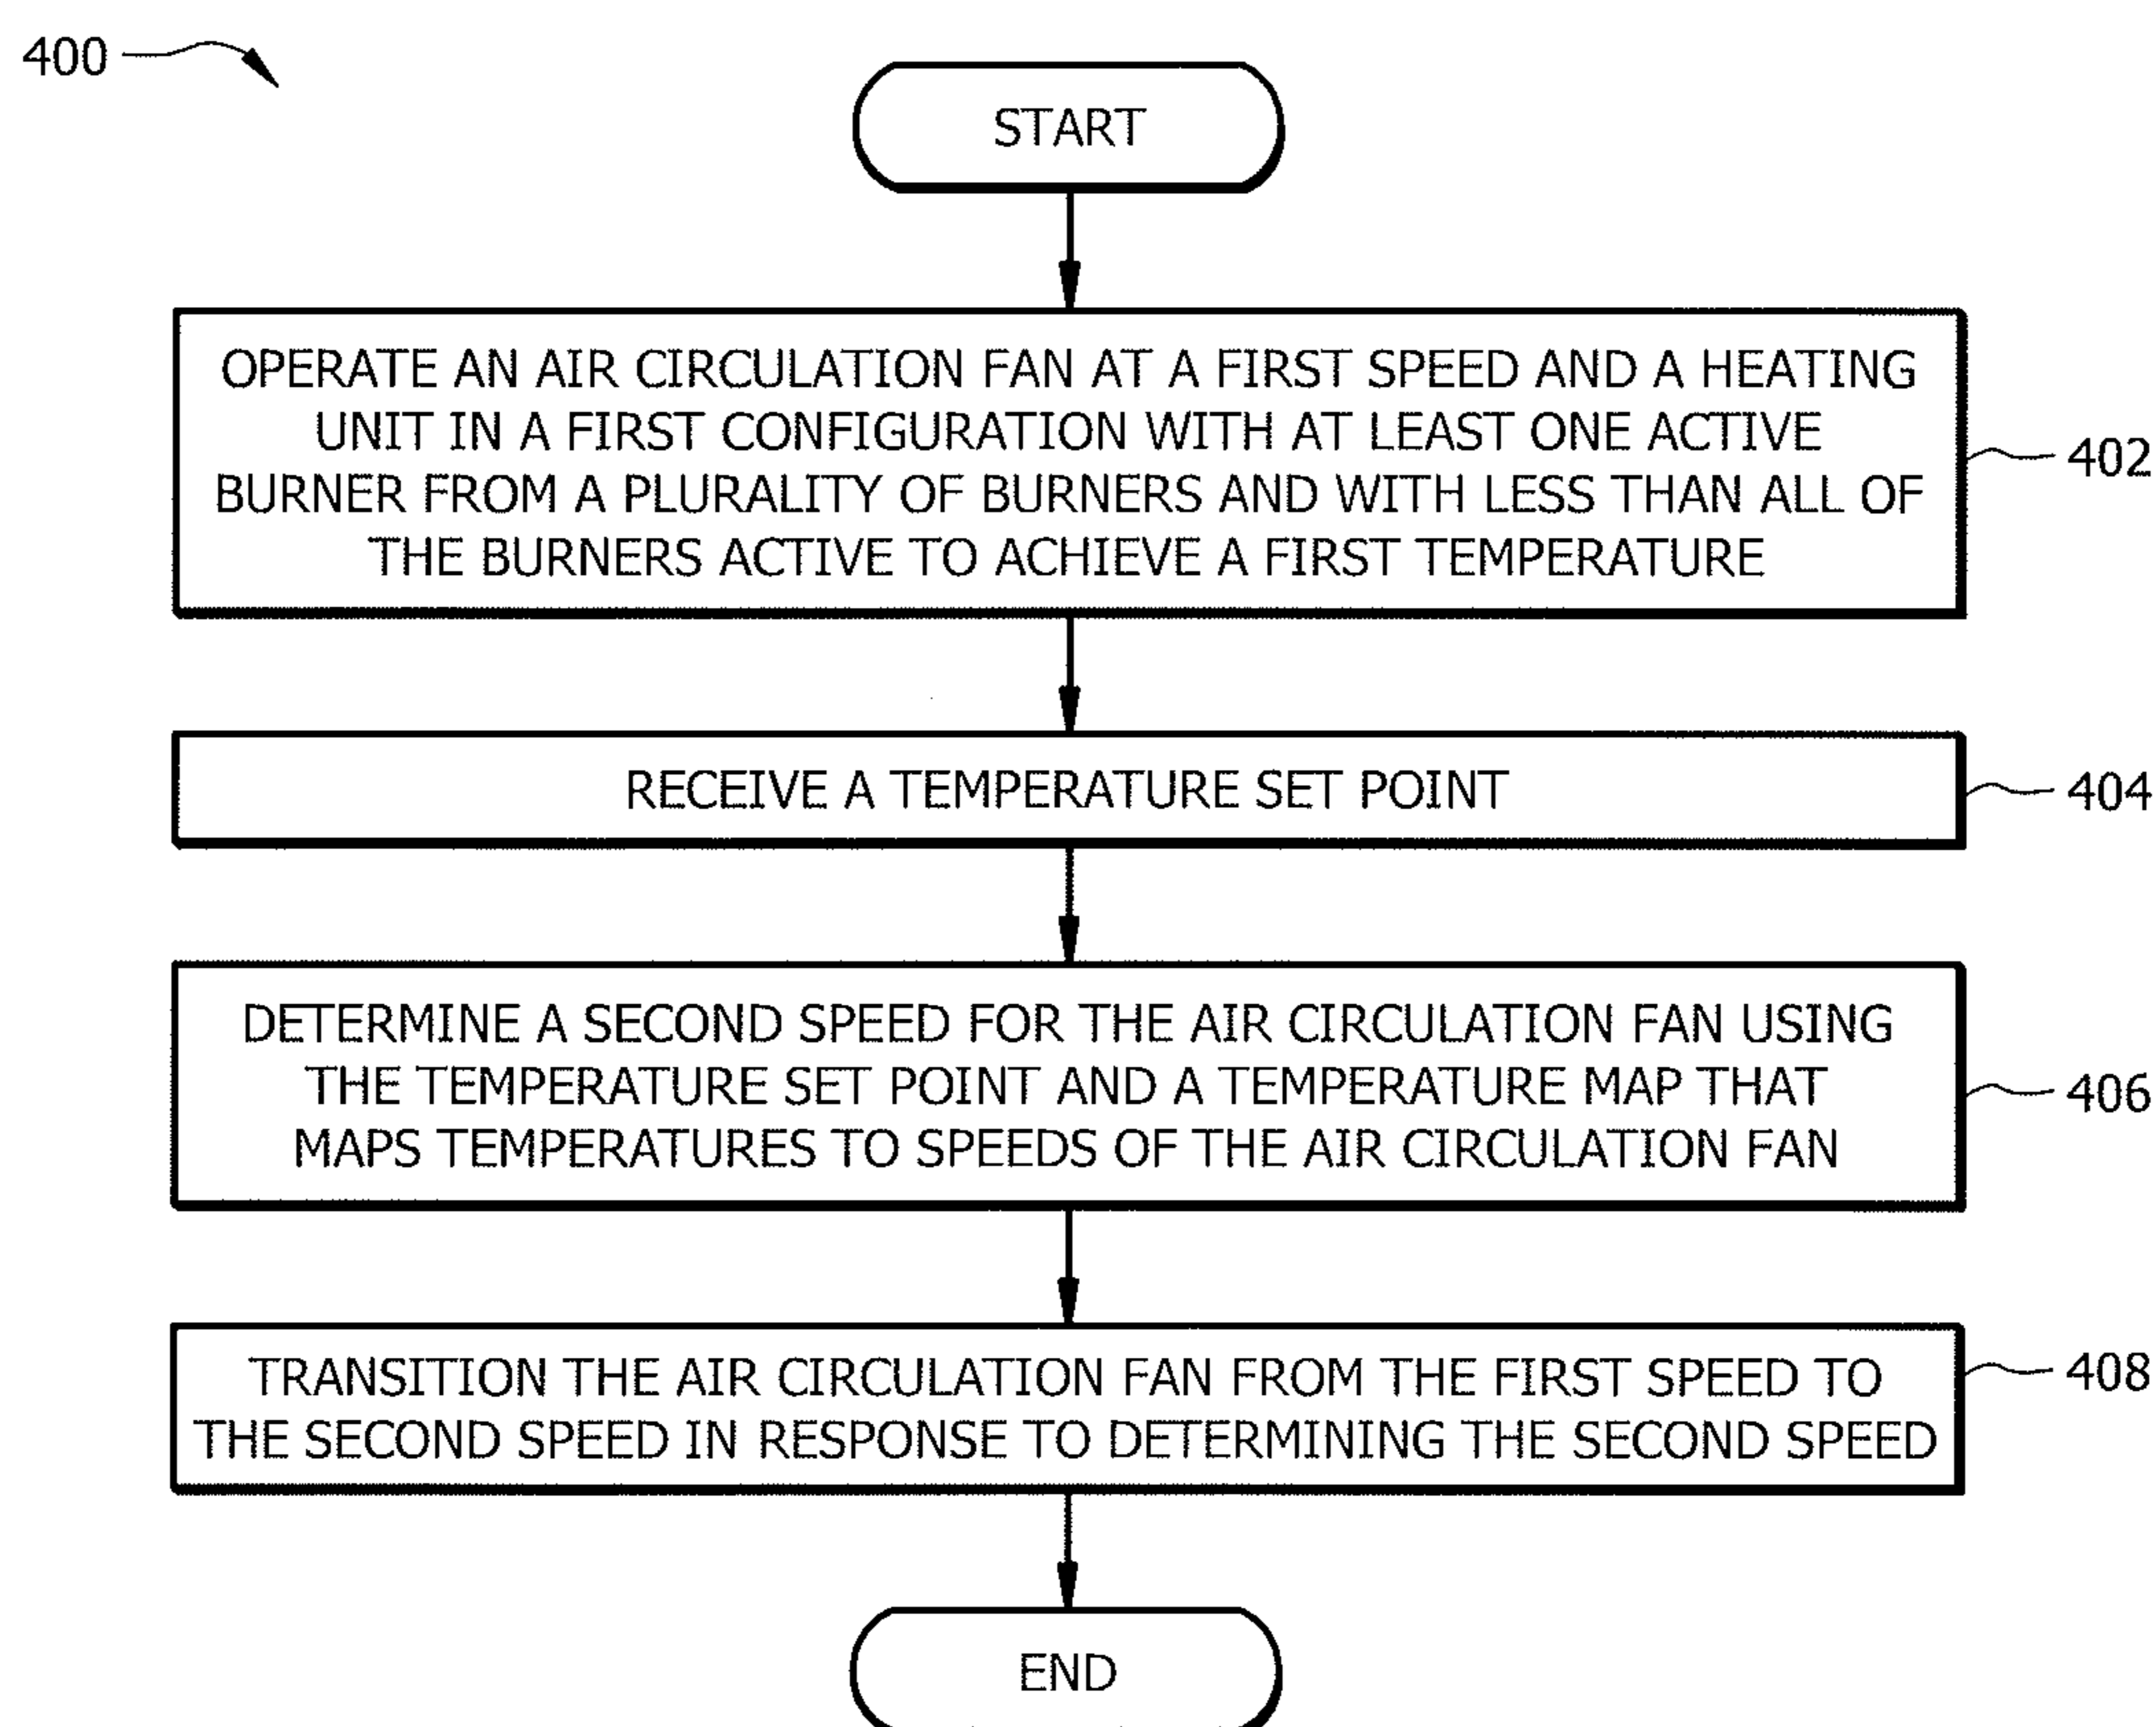 400
START
OPERATE AN AIR CIRCULATION FAN AT A FIRST SPEED AND A HEATING
UNIT IN A FIRST CONFIGURATION WITH AT LEAST ONE ACTIVE
BURNER FROM A PLURALITY OF BURNERS AND WITH LESS THAN ALL OF
THE BURNERS ACTIVE TO ACHIEVE A FIRST TEMPERATURE
402
RECEIVE A TEMPERATURE SET POINT
404
DETERMINE A SECOND SPEED FOR THE AIR CIRCULATION FAN USING
THE TEMPERATURE SET POINT AND A TEMPERATURE MAP THAT
MAPS TEMPERATURES TO SPEEDS OF THE AIR CIRCULATION FAN
406
TRANSITION THE AIR CIRCULATION FAN FROM THE FIRST SPEED TO
THE SECOND SPEED IN RESPONSE TO DETERMINING THE SECOND SPEED
408
END